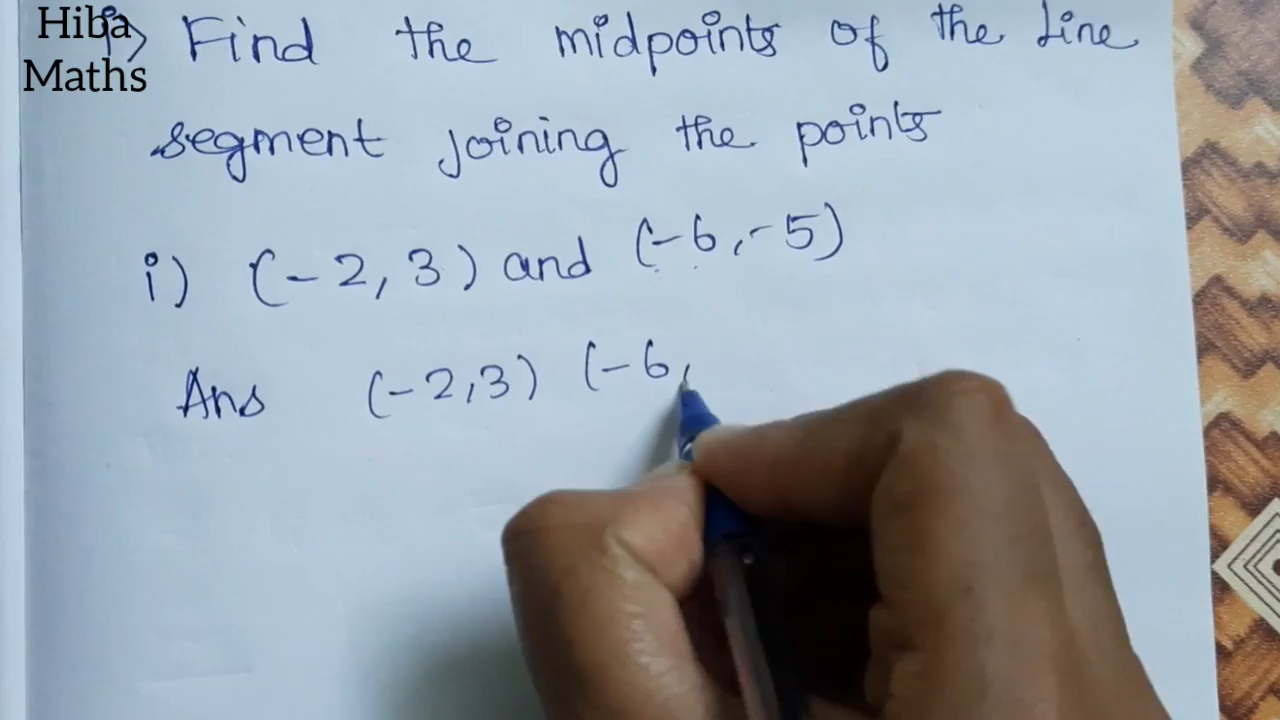 Hiba
Maths
1) Find the midpoints of the Line
segment joining the points
i) (-2, 3) and (-6, -5)
Ans (-2,3) (-6,